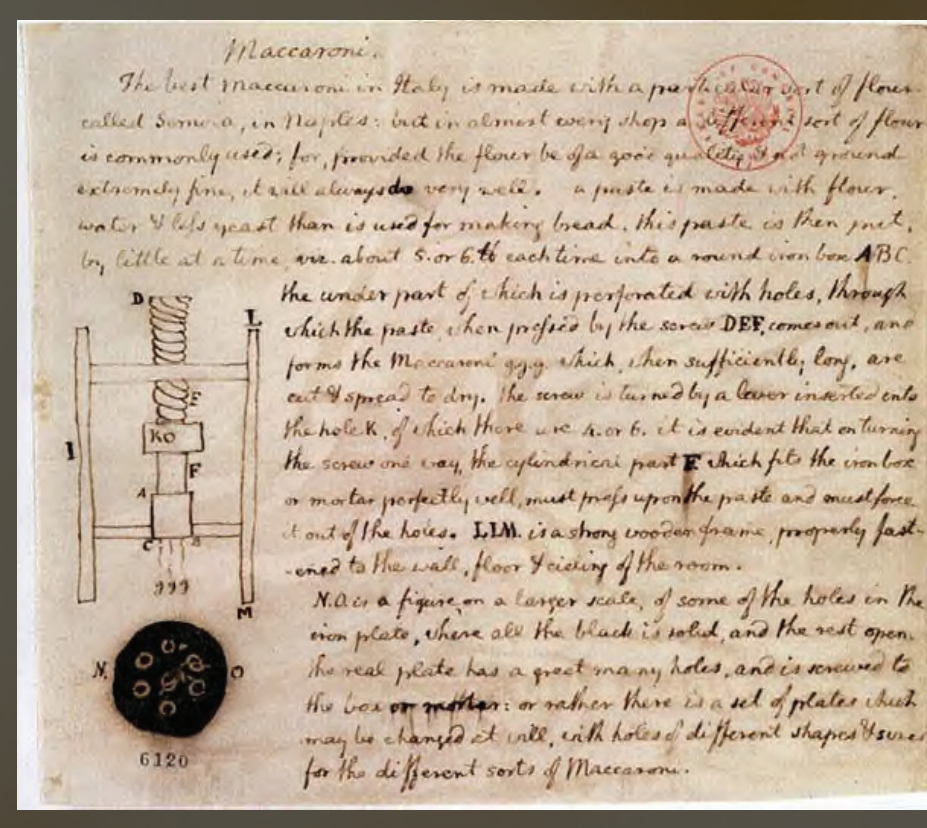 Maccaroni.
The best maccaroni in Italy is made with a particular sort of flour
called Semola, in Naples: but in almost every shop a different sort of flour
is commonly used; for, provided the flour be of a good quality & not ground
extremely fine, it will always do very well. a paste is made with flour,
water & less yeast than is used for making bread. this paste is then put,
by little at a time, viz. about 5. or 6. ℔ each time into a round iron box ABC.
the under part of which is perforated with holes, through
which the paste, when pressed by the screw DEF, comes out, and
forms the Maccaroni g.g.g. which, when sufficiently long, are
cut & spread to dry. the screw is turned by a lever inserted into
the hole K, of which there are 4. or 6. it is evident that on turning
the screw one way, the cylindrical part F. which fits the iron box
or mortar perfectly well, must press upon the paste and must force
it out of the holes. LLM. is a strong wooden frame, properly fast-
-ened to the wall, floor & cieling of the room.
N.O. is a figure, on a larger scale, of some of the holes in the
iron plate, where all the black is solid, and the rest open.
the real plate has a great many holes, and is screwed to
the box or mortar: or rather there is a set of plates which
may be changed at will, with holes of different shapes & sizes
for the different sorts of Maccaroni.
D
L
E
KO
I
F
A
C B
ggg
M
N. O
6120